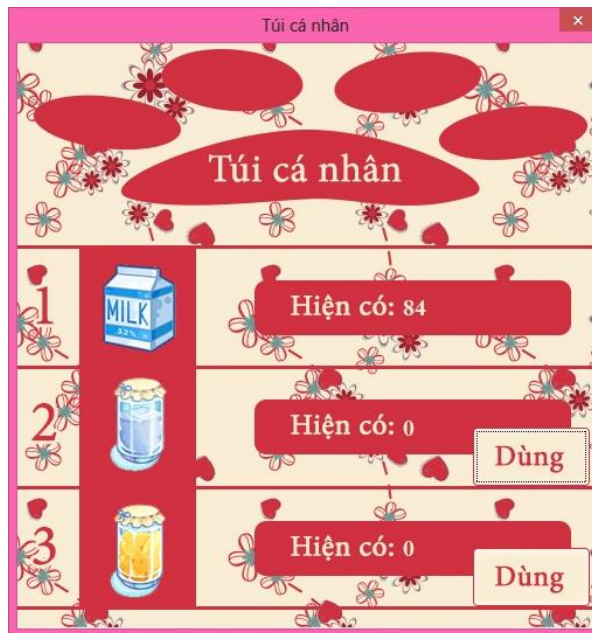 Túi cá nhân
Túi cá nhân
1
MILK
3.2%
Hiện có: 84
2
Hiện có: 0
Dùng
3
Hiện có: 0
Dùng